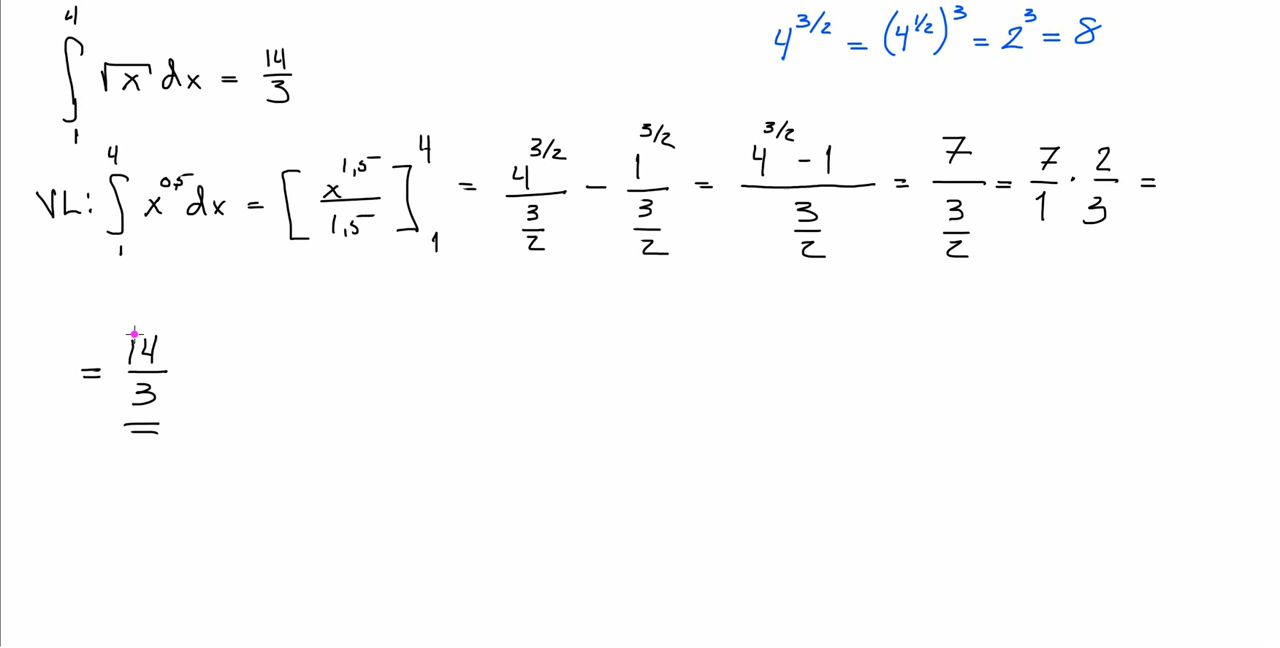 ∫₁⁴ √x dx = 14/3
4^(3/2) = (4^(1/2))^3 = 2^3 = 8
VL: ∫₁⁴ x^0,5 dx = [x^1,5 / 1,5]₁⁴ = 4^(3/2) / (3/2) − 1^(3/2) / (3/2) = (4^(3/2) − 1) / (3/2) = 7 / (3/2) = 7/1 · 2/3 =
= 14/3